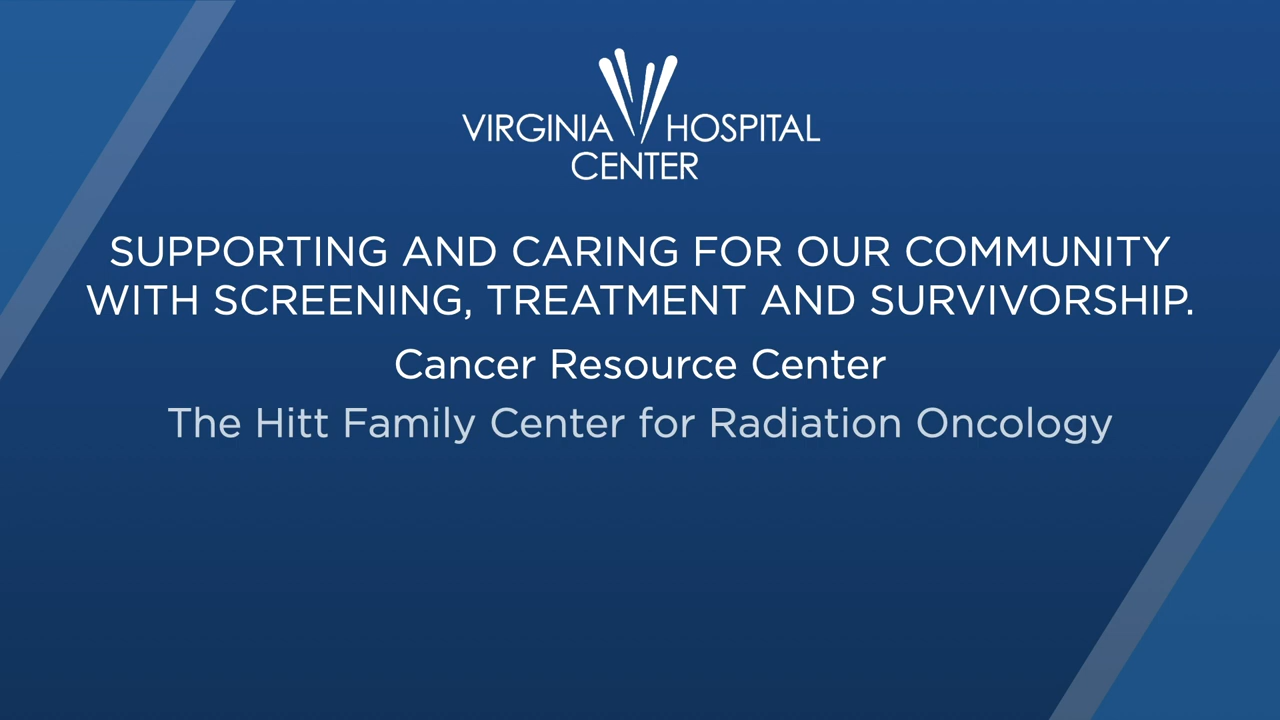 VIRGINIA HOSPITAL
CENTER
SUPPORTING AND CARING FOR OUR COMMUNITY
WITH SCREENING, TREATMENT AND SURVIVORSHIP.
Cancer Resource Center
The Hitt Family Center for Radiation Oncology